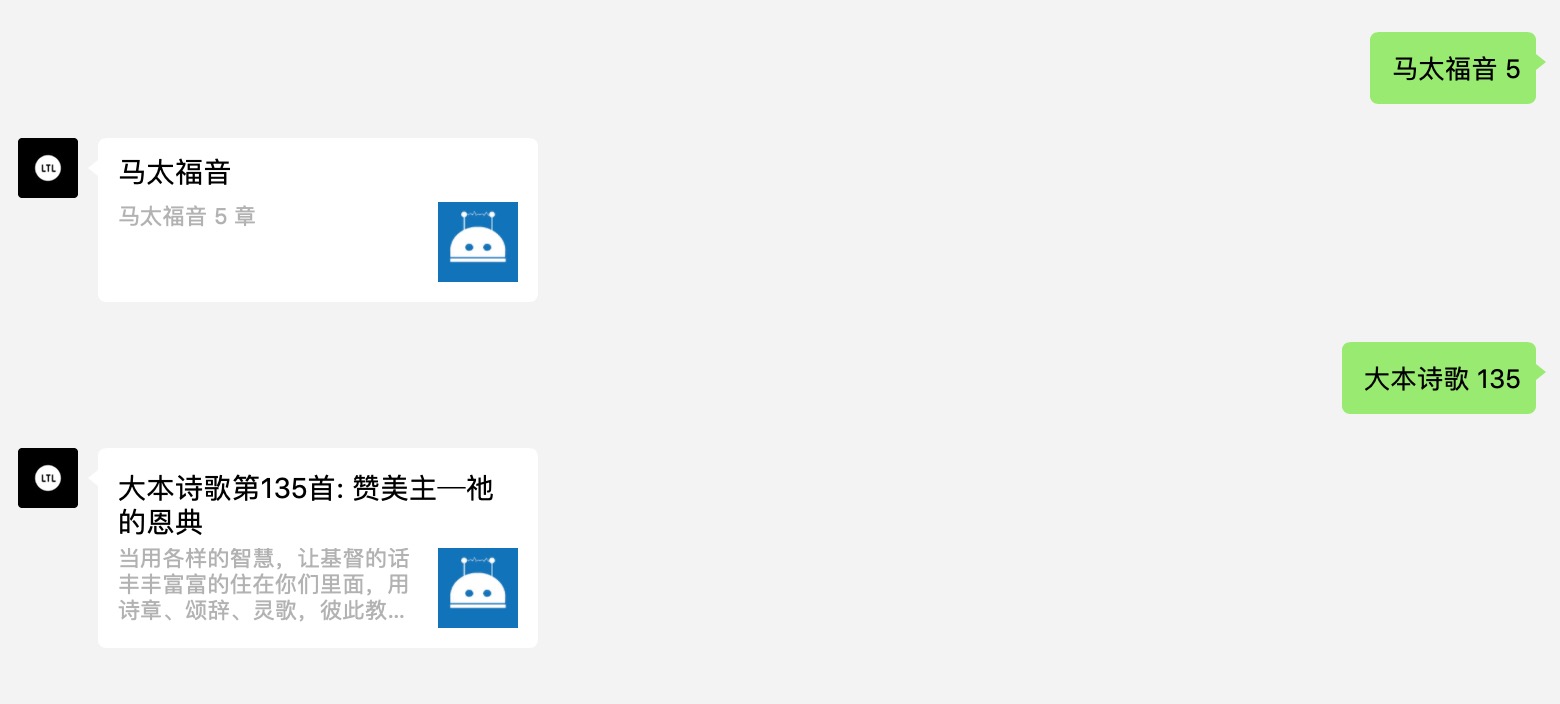 马太福音 5
LTL
马太福音
马太福音 5 章
大本诗歌 135
LTL
大本诗歌第135首: 赞美主—祂
的恩典
当用各样的智慧，让基督的话
丰丰富富的住在你们里面，用
诗章、颂辞、灵歌，彼此教...